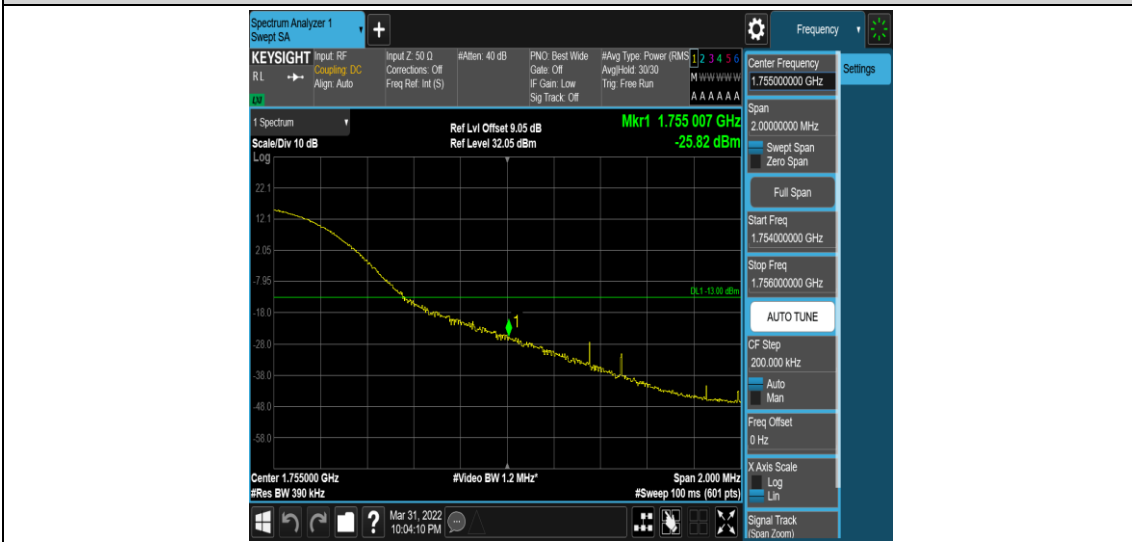 Spectrum Analyzer 1
Swept SA
+
Frequency
KEYSIGHT
R L
LXI
Input: RF
Coupling: DC
Align: Auto
Input Z: 50 Ω
Corrections: Off
Freq Ref: Int (S)
#Atten: 40 dB
PNO: Best Wide
Gate: Off
IF Gain: Low
Sig Track: Off
#Avg Type: Power (RMS
Avg|Hold: 30/30
Trig: Free Run
1 2 3 4 5 6
M W W W W W
A A A A A A
1 Spectrum
Scale/Div 10 dB
Log
Ref Lvl Offset 9.05 dB
Ref Level 32.05 dBm
Mkr1 1.755 007 GHz
-25.82 dBm
22.1
12.1
2.05
-7.95
DL1 -13.00 dBm
-18.0
1
-28.0
-38.0
-48.0
-58.0
Center 1.755000 GHz
#Res BW 390 kHz
#Video BW 1.2 MHz*
Span 2.000 MHz
#Sweep 100 ms (601 pts)
?
Mar 31, 2022
10:04:10 PM
Center Frequency
1.755000000 GHz
Settings
Span
2.00000000 MHz
Swept Span
Zero Span
Full Span
Start Freq
1.754000000 GHz
Stop Freq
1.756000000 GHz
AUTO TUNE
CF Step
200.000 kHz
Auto
Man
Freq Offset
0 Hz
X Axis Scale
Log
Lin
Signal Track
(Span Zoom)